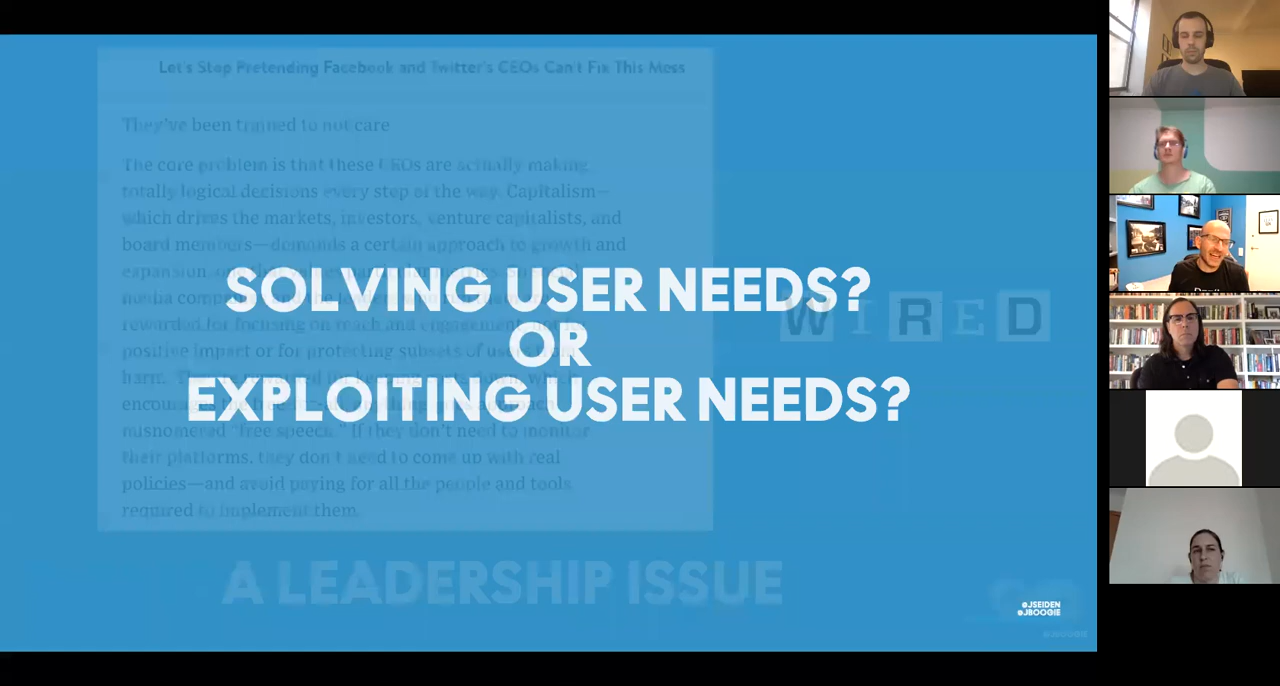 Let's Stop Pretending Facebook and Twitter's CEOs Can't Fix This Mess
They've been trained to not care
The core problem is that these CEOs are actually making
totally logical decisions every step of the way. Capitalism—
which drives the markets, investors, venture capitalists, and
board members—demands a certain approach to growth and
expansion
SOLVING USER NEEDS?
media
rewarded for focusing on reach and engagement
WIRED
OR
positive impact or for protecting subsets of
harm.
EXPLOITING USER NEEDS?
encourages
misnomered "free speech." If they don't need to monitor
their platforms, they don't need to come up with real
policies—and avoid paying for all the people and tools
required to implement them.
A LEADERSHIP ISSUE
@JSEIDEN
@JBOOGIE
@JBOOGIE